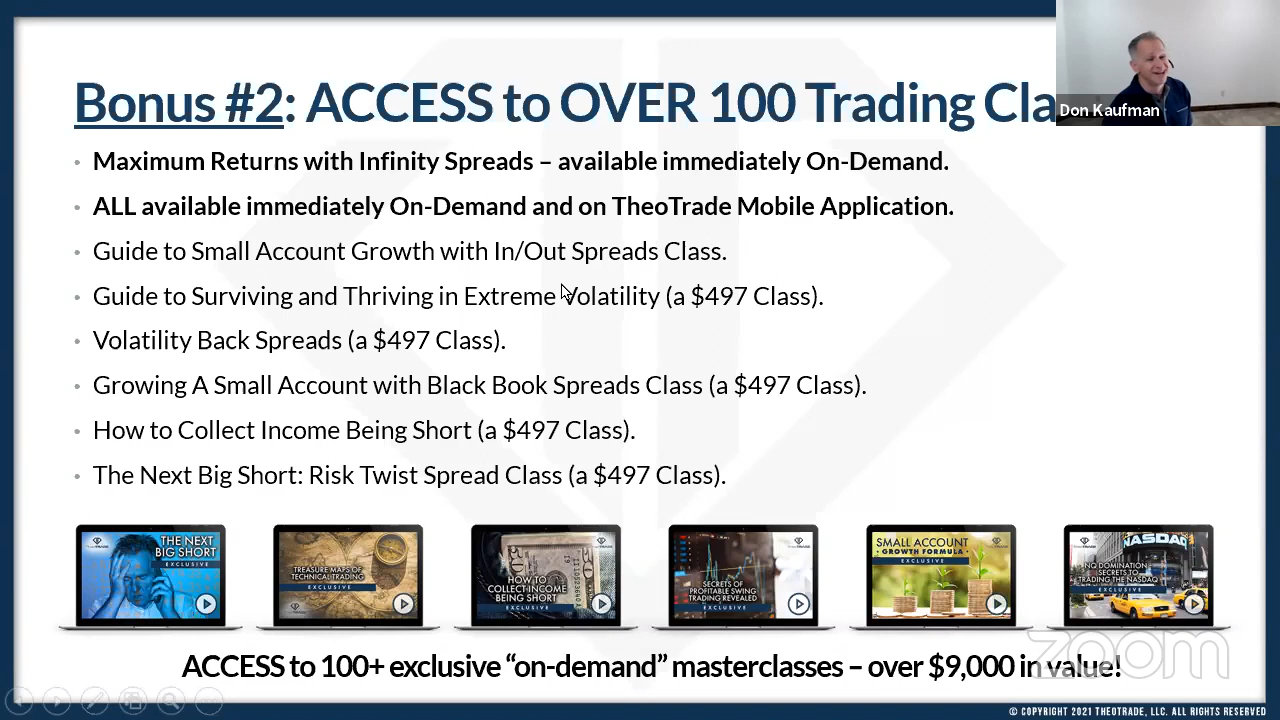 Bonus #2: ACCESS to OVER 100 Trading Cla
Don Kaufman
• Maximum Returns with Infinity Spreads – available immediately On-Demand.
• ALL available immediately On-Demand and on TheoTrade Mobile Application.
• Guide to Small Account Growth with In/Out Spreads Class.
• Guide to Surviving and Thriving in Extreme Volatility (a $497 Class).
• Volatility Back Spreads (a $497 Class).
• Growing A Small Account with Black Book Spreads Class (a $497 Class).
• How to Collect Income Being Short (a $497 Class).
• The Next Big Short: Risk Twist Spread Class (a $497 Class).
THE NEXT
BIG SHORT
EXCLUSIVE
TREASURE MAPS OF
TECHNICAL TRADING
EXCLUSIVE
HOW TO
COLLECT INCOME
BEING SHORT
EXCLUSIVE
SECRETS OF
PROFITABLE SWING
TRADING REVEALED
EXCLUSIVE
SMALL ACCOUNT
GROWTH FORMULA
EXCLUSIVE
NASDAQ
NQ DOMINATION
SECRETS TO
TRADING THE NASDAQ
EXCLUSIVE
ACCESS to 100+ exclusive “on-demand” masterclasses – over $9,000 in value!
zoom
© COPYRIGHT 2021 THEOTRADE, LLC. ALL RIGHTS RESERVED